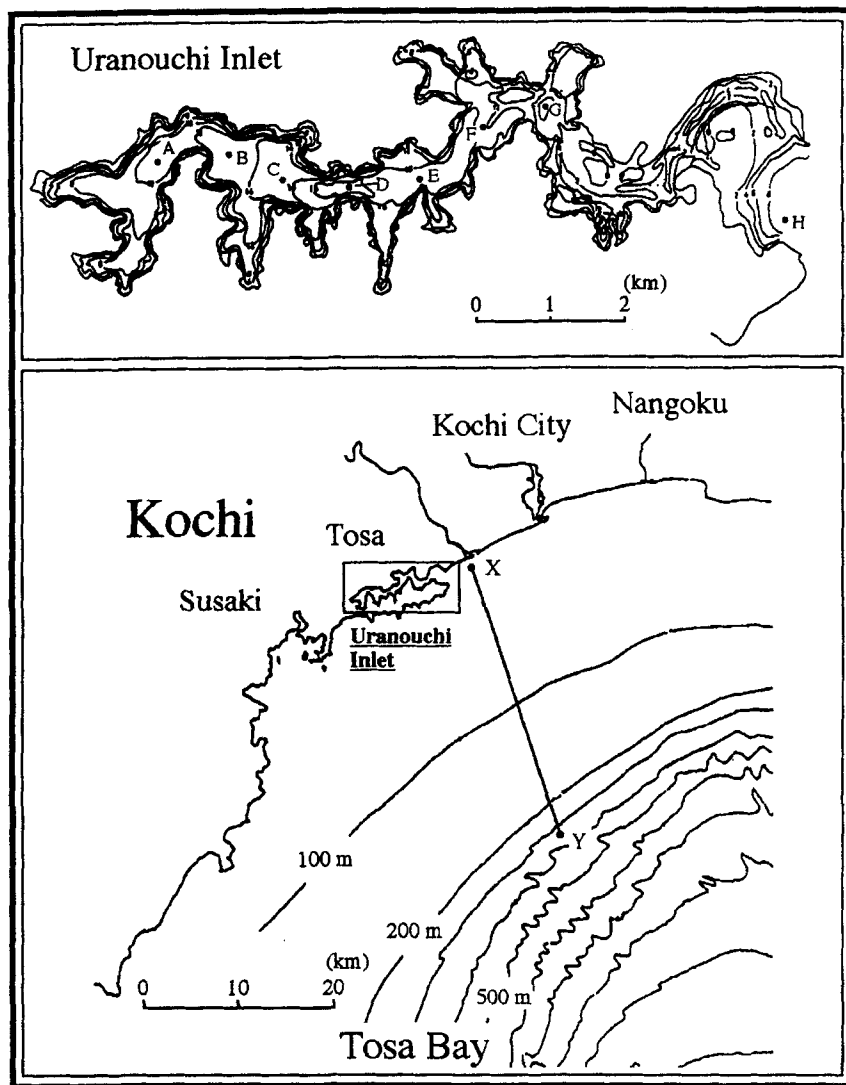 Uranouchi Inlet
A
B
C
D
E
F
G
H
(km)
0 1 2
Nangoku
Kochi City
Kochi
Tosa
X
Susaki
Uranouchi
Inlet
Y
100 m
200 m
(km)
0 10 20
500 m
Tosa Bay